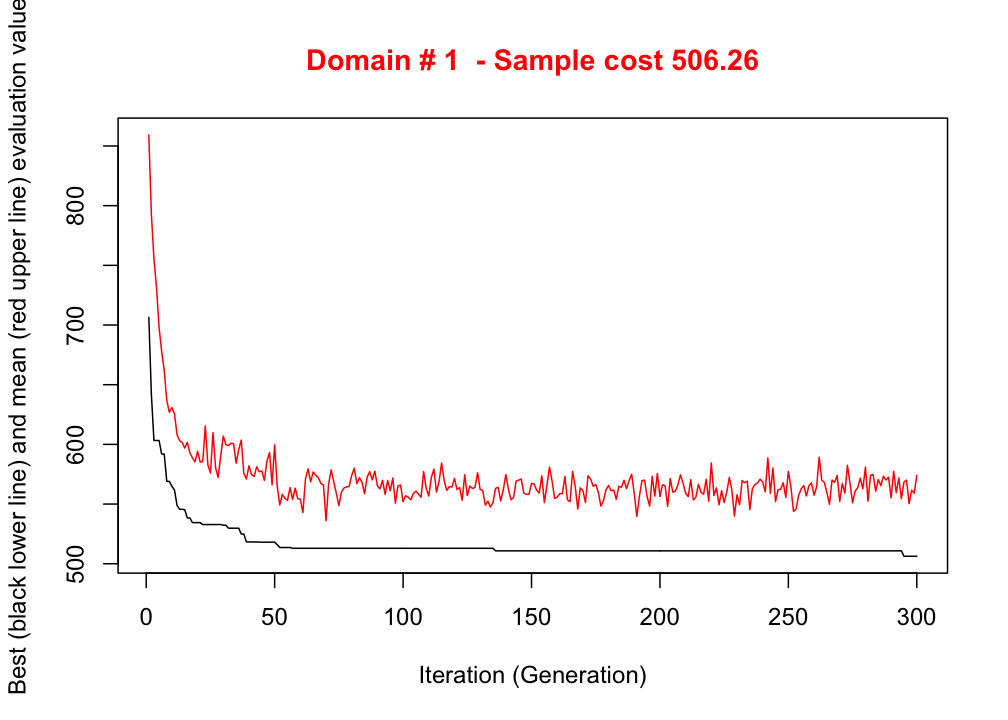 Domain # 1  - Sample cost 506.26
Best (black lower line) and mean (red upper line) evaluation value
800
700
600
500
0 50 100 150 200 250 300
Iteration (Generation)